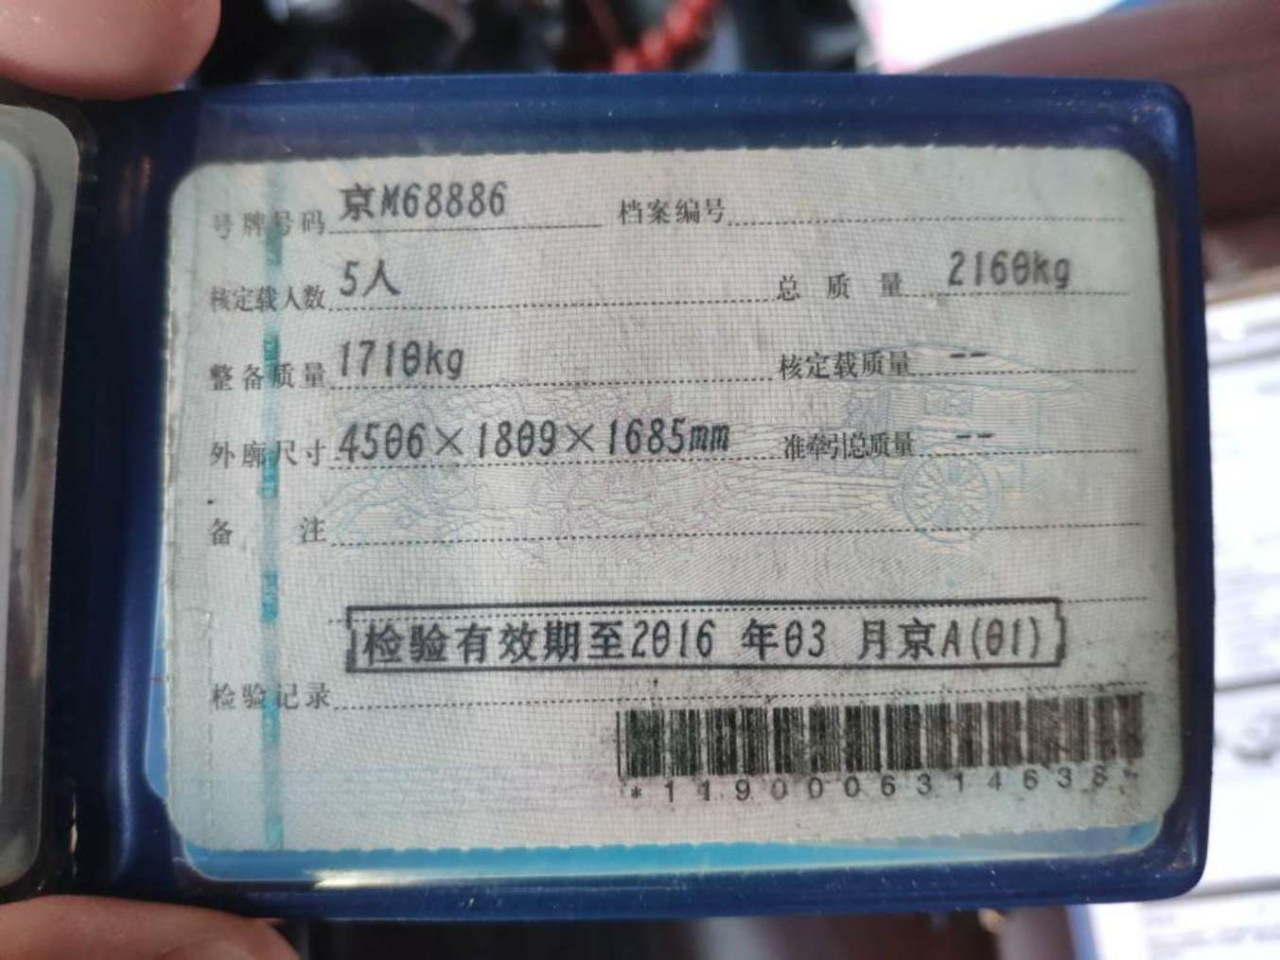 号牌号码 京M68886 档案编号
核定载人数 5人 总质量 2160kg
整备质量 1710kg 核定载质量 --
外廓尺寸 4506×1809×1685mm 准牵引总质量 --
备注
检验有效期至2016 年03 月京A(01)
检验记录
*1190006314638*